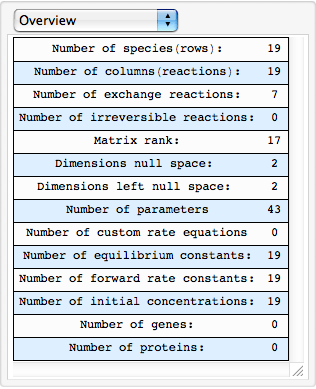 Overview
Number of species(rows): 19
Number of columns(reactions): 19
Number of exchange reactions: 7
Number of irreversible reactions: 0
Matrix rank: 17
Dimensions null space: 2
Dimensions left null space: 2
Number of parameters 43
Number of custom rate equations 0
Number of equilibrium constants: 19
Number of forward rate constants: 19
Number of initial concentrations: 19
Number of genes: 0
Number of proteins: 0